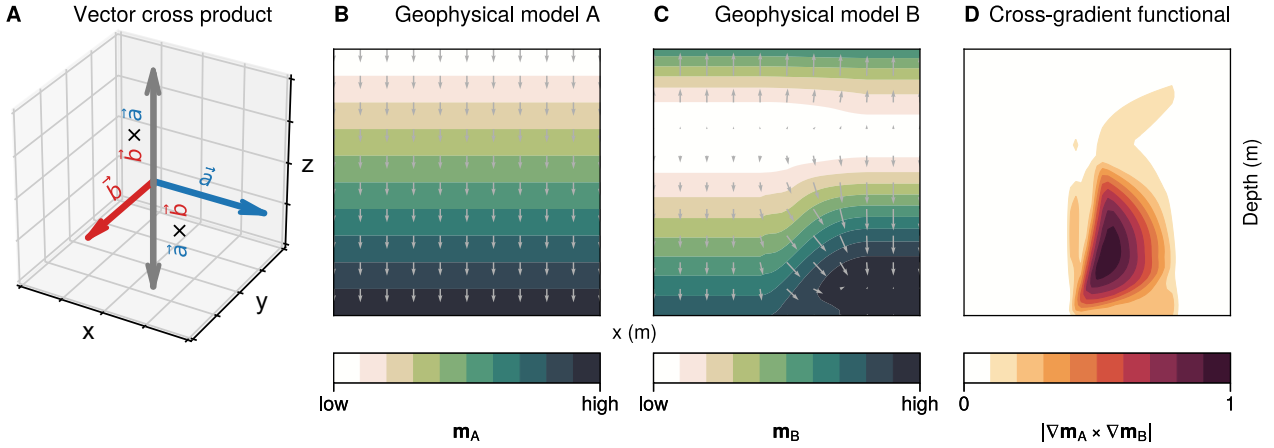 A Vector cross product
B Geophysical model A
C Geophysical model B
D Cross-gradient functional
b⃗ × a⃗
a⃗
b⃗
a⃗ × b⃗
x
y
z
x (m)
Depth (m)
low high
m_A
low high
m_B
0 1
|∇m_A × ∇m_B|